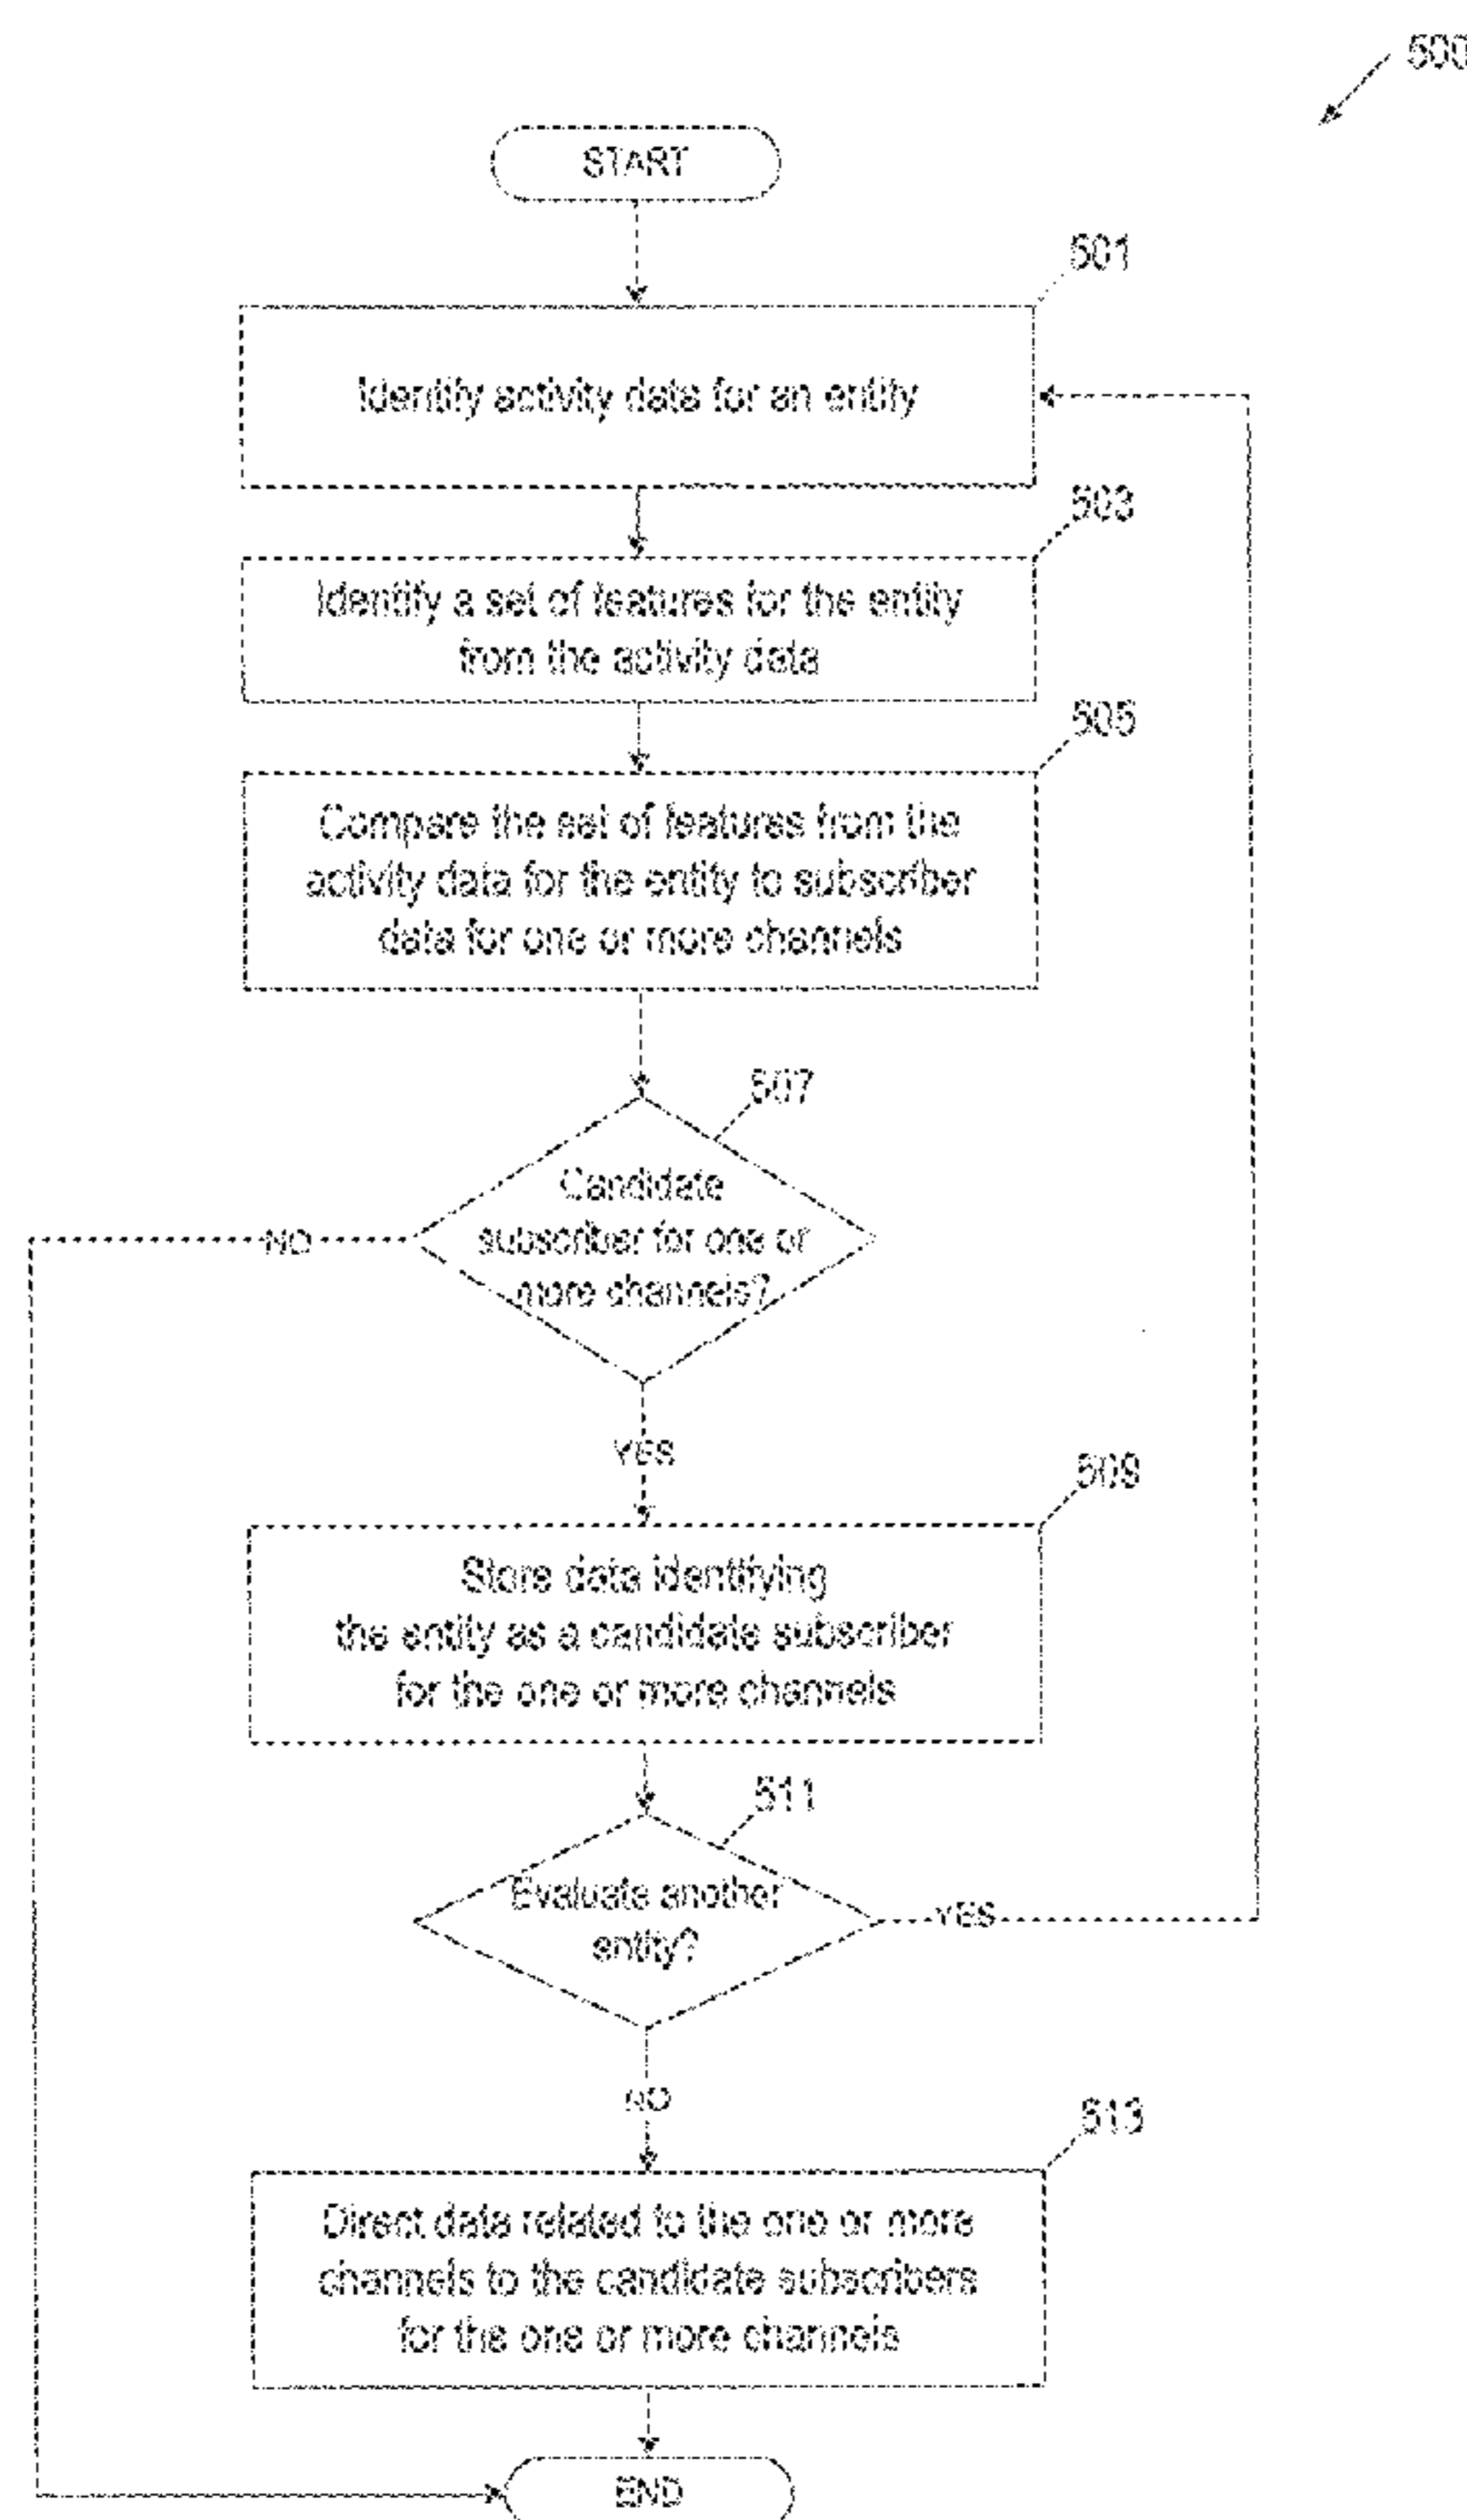 500
START
501
Identify activity data for an entity
503
Identify a set of features for the entity
from the activity data
505
Compare the set of features from the
activity data for the entity to subscriber
data for one or more channels
507
Candidate
subscriber for one or
more channels?
NO
YES
509
Store data identifying
the entity as a candidate subscriber
for the one or more channels
511
Evaluate another
entity?
YES
NO
513
Direct data related to the one or more
channels to the candidate subscribers
for the one or more channels
END